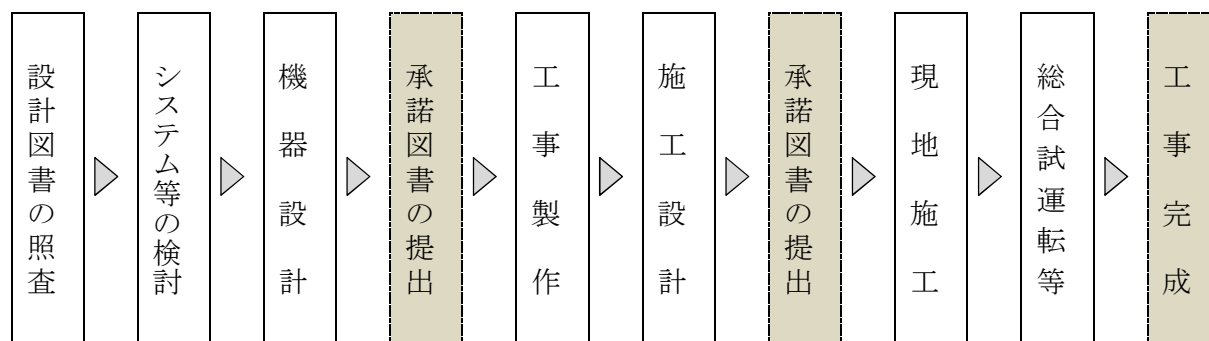 設計図書の照査
システム等の検討
機器設計
承諾図書の提出
工事製作
施工設計
承諾図書の提出
現地施工
総合試運転等
工事完成